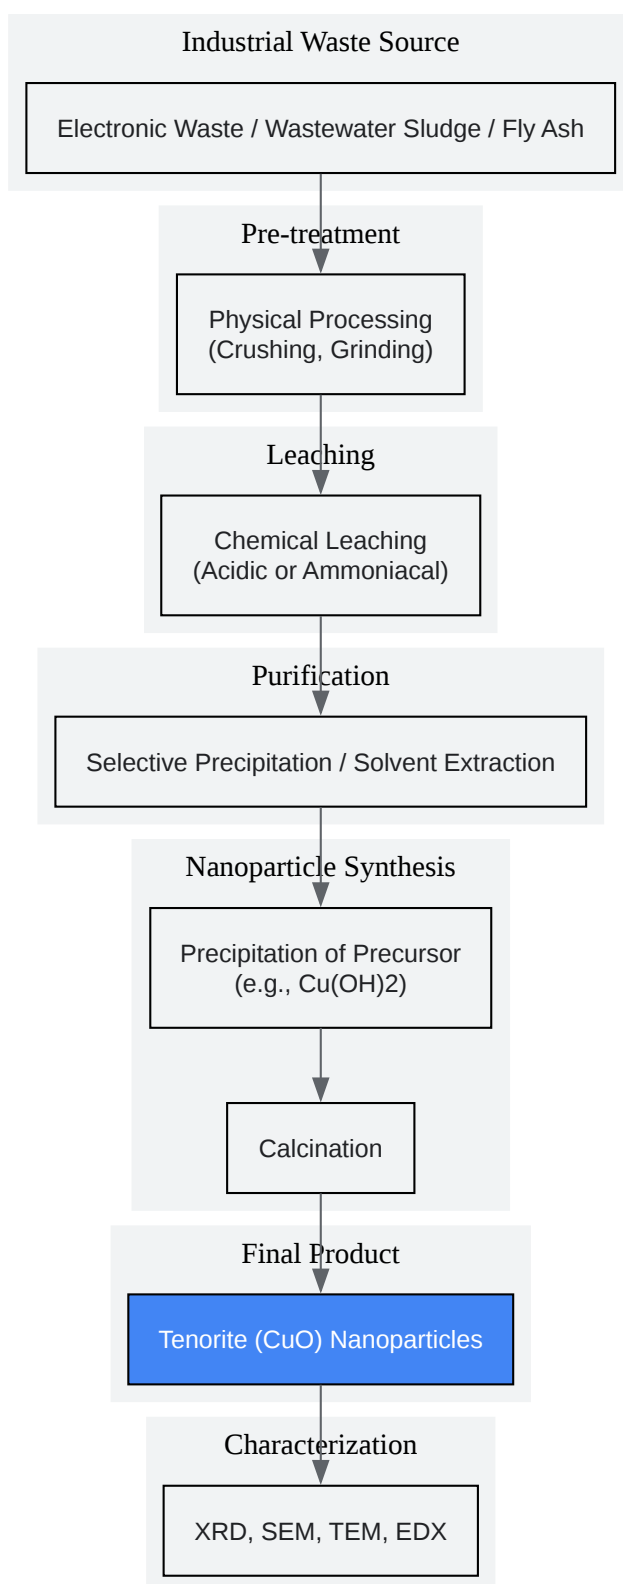 Industrial Waste Source
Electronic Waste / Wastewater Sludge / Fly Ash
Pre-treatment
Physical Processing
(Crushing, Grinding)
Leaching
Chemical Leaching
(Acidic or Ammoniacal)
Purification
Selective Precipitation / Solvent Extraction
Nanoparticle Synthesis
Precipitation of Precursor
(e.g., Cu(OH)2)
Calcination
Final Product
Tenorite (CuO) Nanoparticles
Characterization
XRD, SEM, TEM, EDX